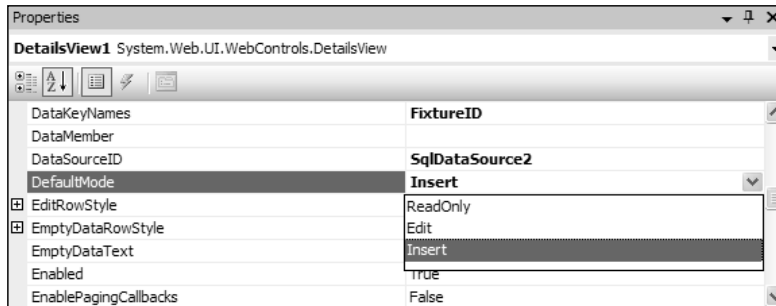 Properties
DetailsView1 System.Web.UI.WebControls.DetailsView
DataKeyNames FixtureID
DataMember
DataSourceID SqlDataSource2
DefaultMode Insert
EditRowStyle ReadOnly
EmptyDataRowStyle Edit
EmptyDataText Insert
Enabled True
EnablePagingCallbacks False